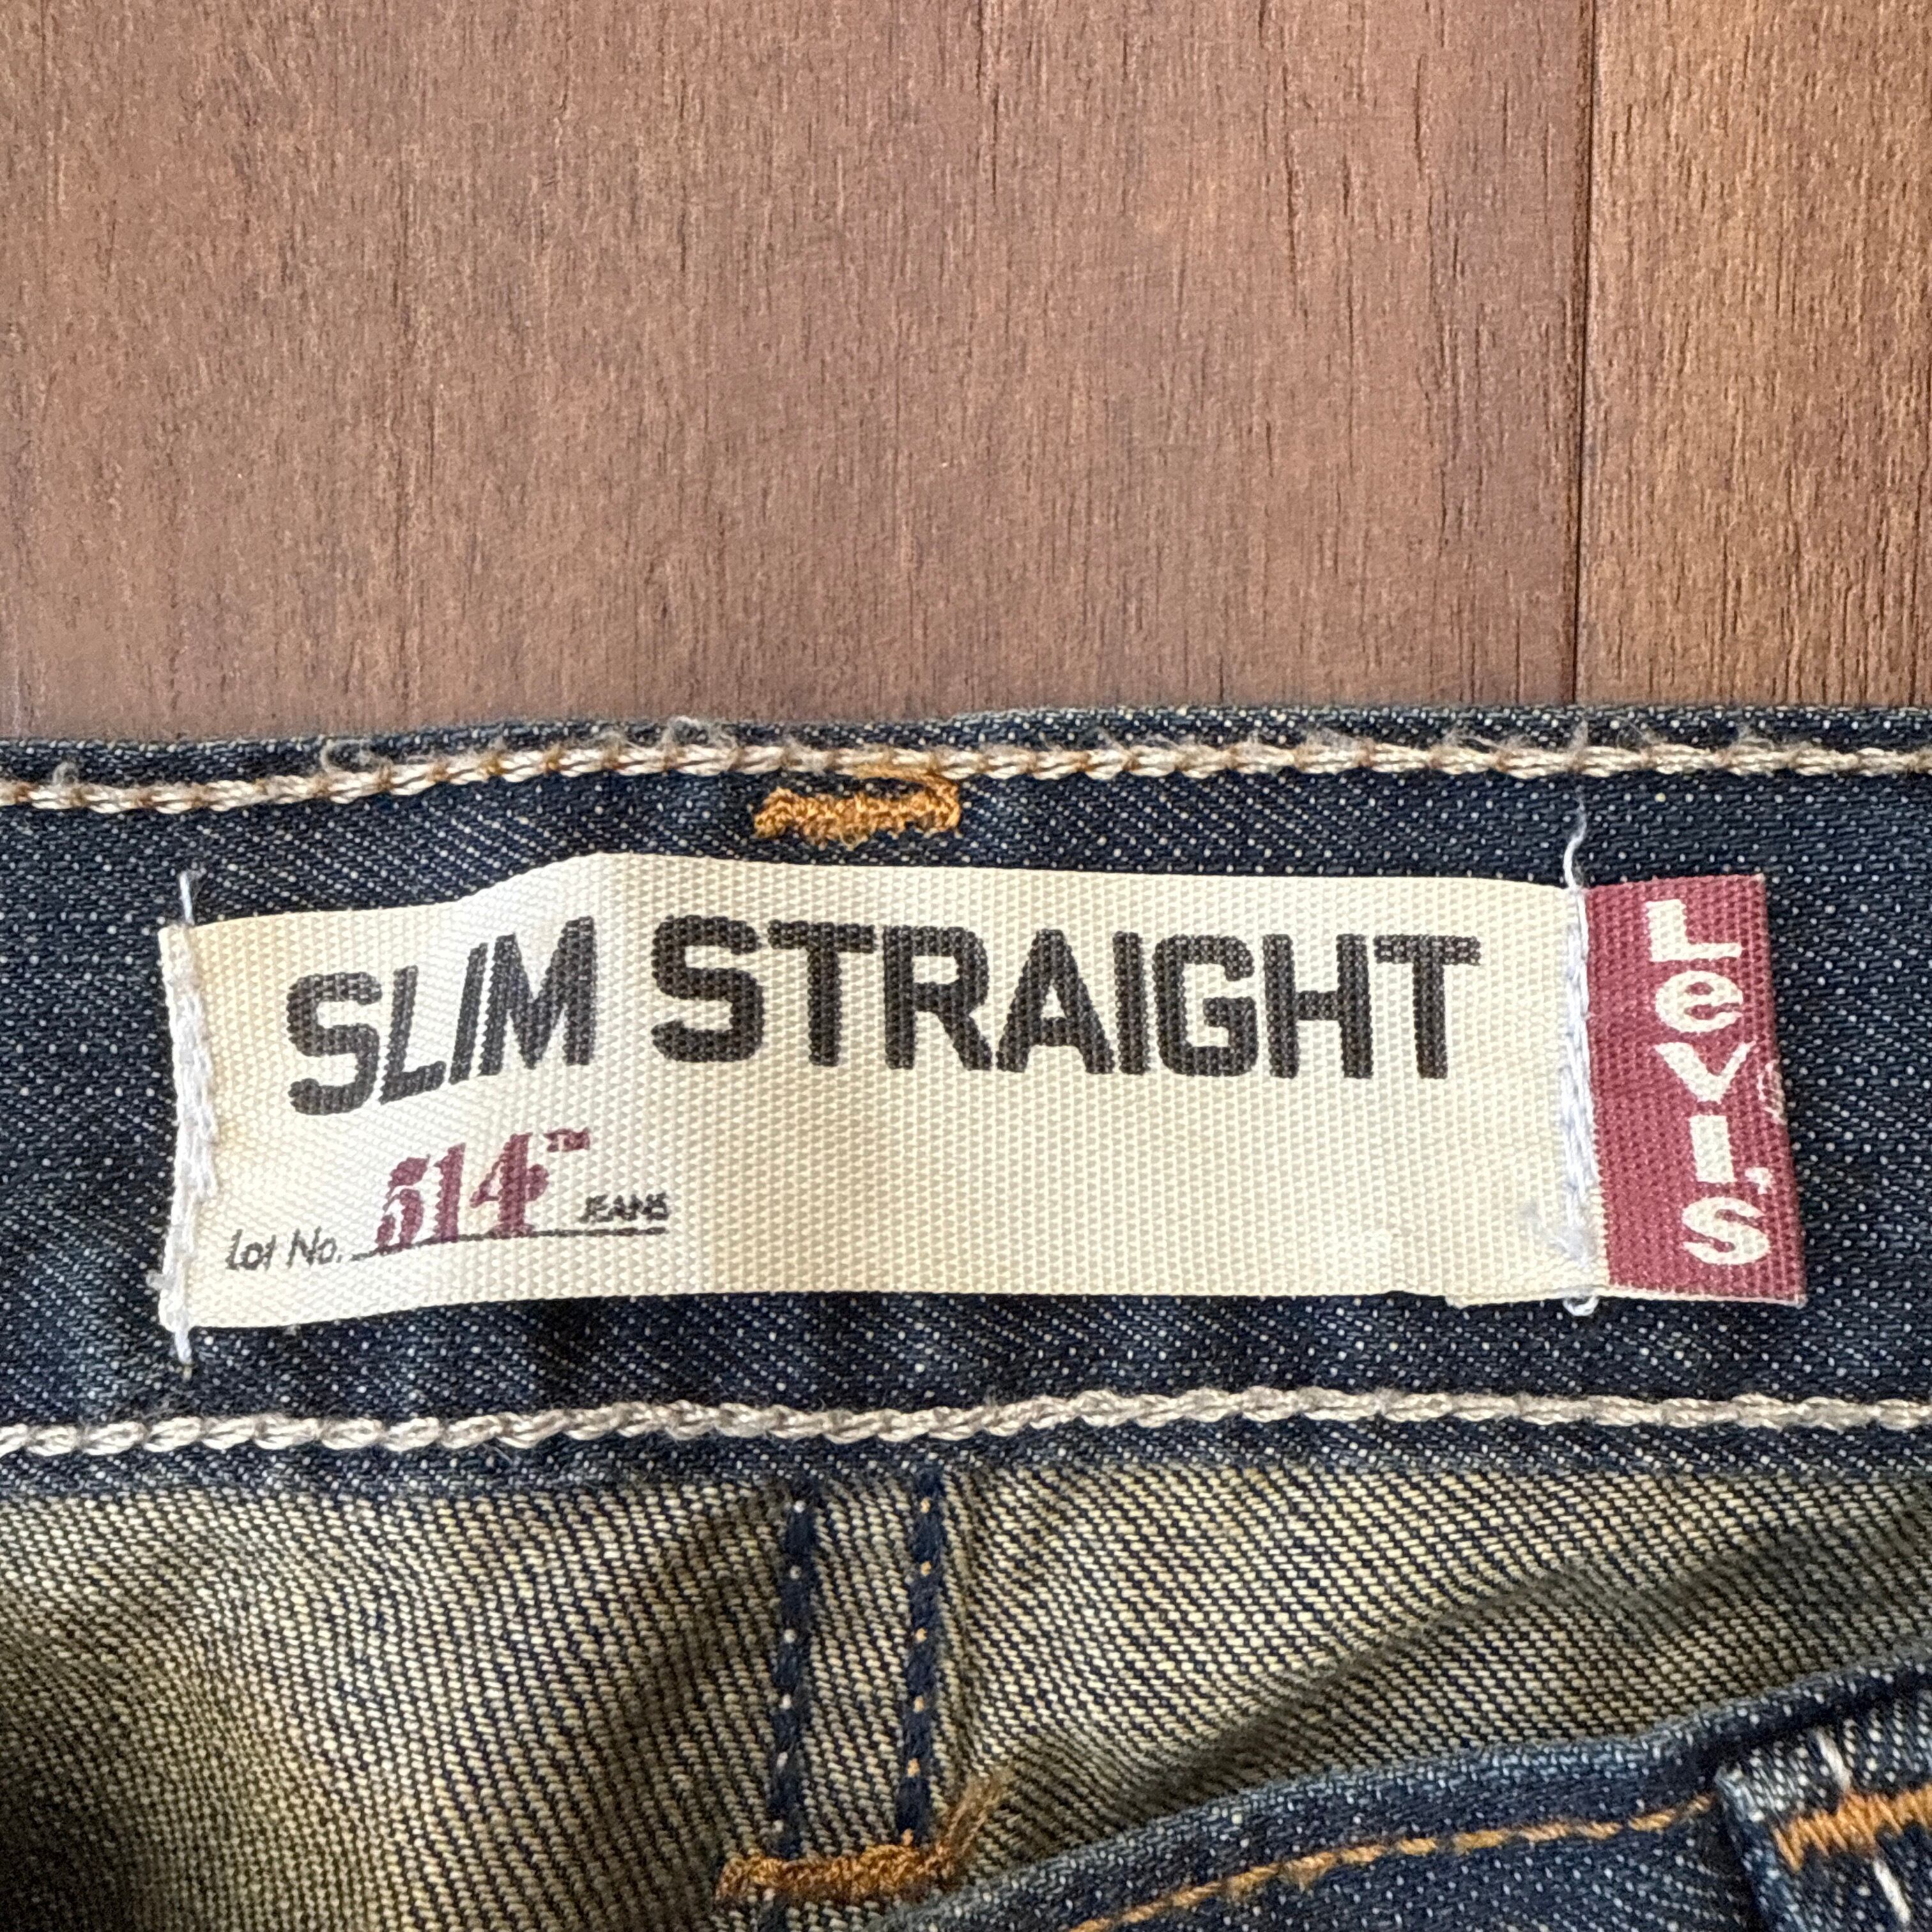 SLIM STRAIGHT
Lot No. 514™ JEANS
Levi's